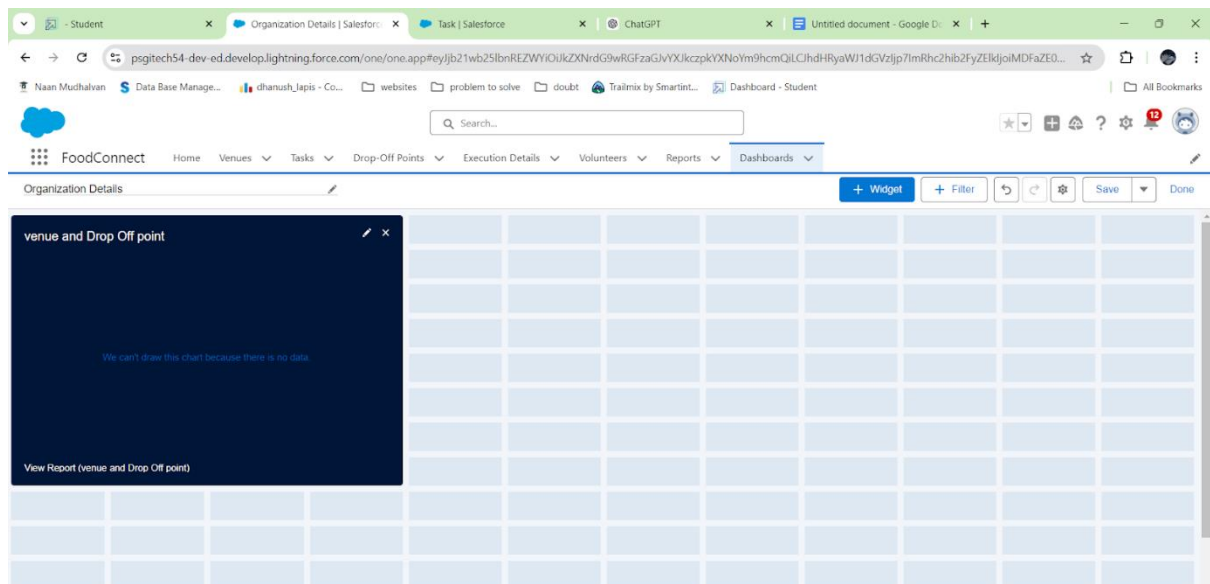 - Student
Organization Details | Salesforc
Task | Salesforce
ChatGPT
Untitled document - Google Do
psgitech54-dev-ed.develop.lightning.force.com/one/one.app#
Naan Mudhalvan
Data Base Manage...
dhanush_lapis - Co...
websites
problem to solve
doubt
Trailmix by Smartint...
Dashboard - Student
All Bookmarks
Search...
12
FoodConnect
Home
Venues
Tasks
Drop-Off Points
Execution Details
Volunteers
Reports
Dashboards
Organization Details
+ Widget
+ Filter
Save
Done
venue and Drop Off point
We can't draw this chart because there is no data.
View Report (venue and Drop Off point)